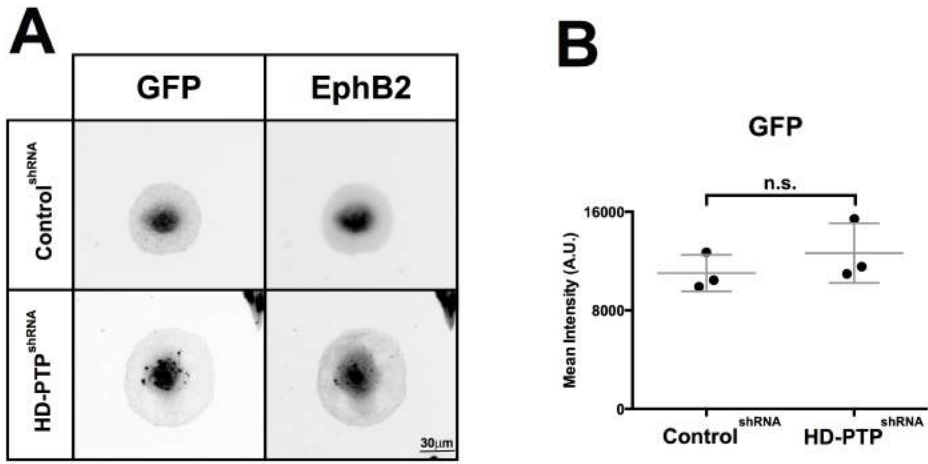 A
GFP EphB2
Control shRNA
HD-PTP shRNA
30μm
B
GFP
n.s.
16000
8000
0
Mean Intensity (A.U.)
Control shRNA HD-PTP shRNA